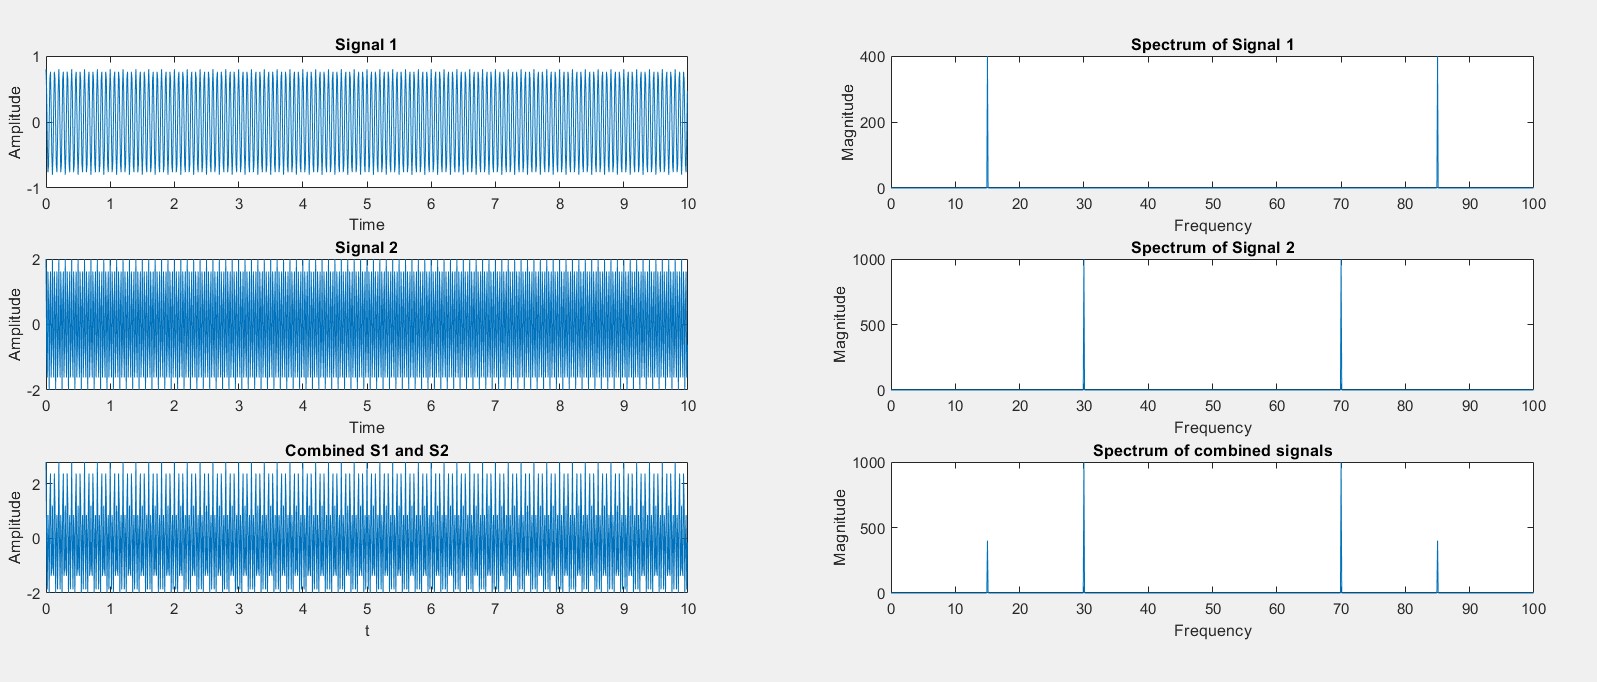 Signal 1
1
0
-1
Amplitude
0 1 2 3 4 5 6 7 8 9 10
Time
Spectrum of Signal 1
400
200
0
Magnitude
0 10 20 30 40 50 60 70 80 90 100
Frequency
Signal 2
2
0
-2
Amplitude
0 1 2 3 4 5 6 7 8 9 10
Time
Spectrum of Signal 2
1000
500
0
Magnitude
0 10 20 30 40 50 60 70 80 90 100
Frequency
Combined S1 and S2
2
0
-2
Amplitude
0 1 2 3 4 5 6 7 8 9 10
t
Spectrum of combined signals
1000
500
0
Magnitude
0 10 20 30 40 50 60 70 80 90 100
Frequency